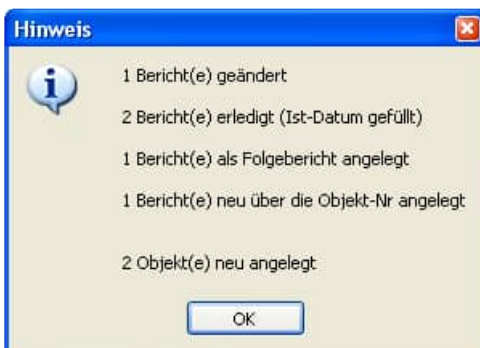 Hinweis
1 Bericht(e) geändert
2 Bericht(e) erledigt (Ist-Datum gefüllt)
1 Bericht(e) als Folgebericht angelegt
1 Bericht(e) neu über die Objekt-Nr angelegt
2 Objekt(e) neu angelegt
OK